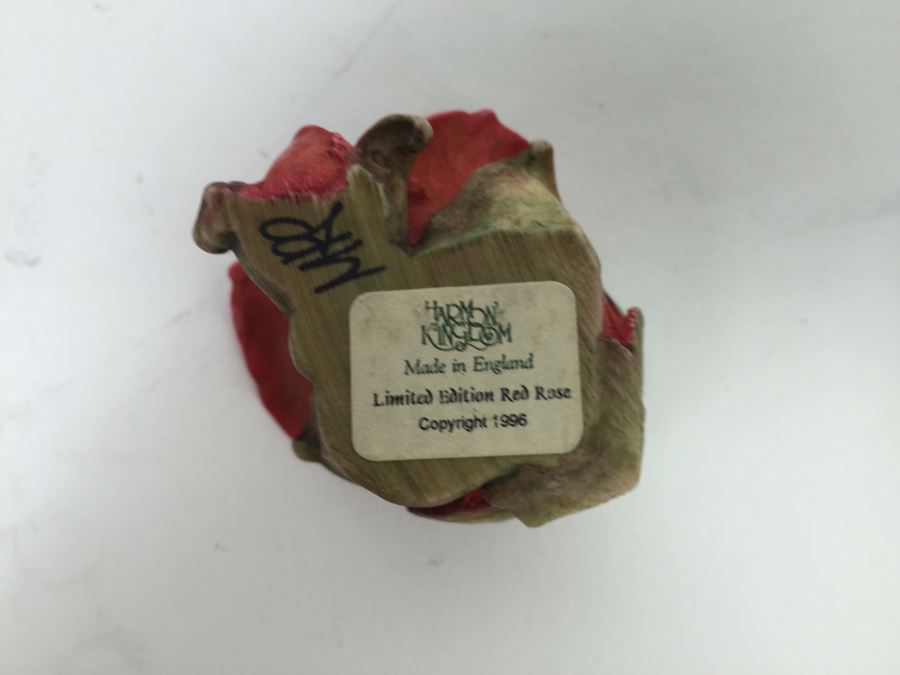 HARMONY
KINGDOM
Made in England
Limited Edition Red Rose
Copyright 1996